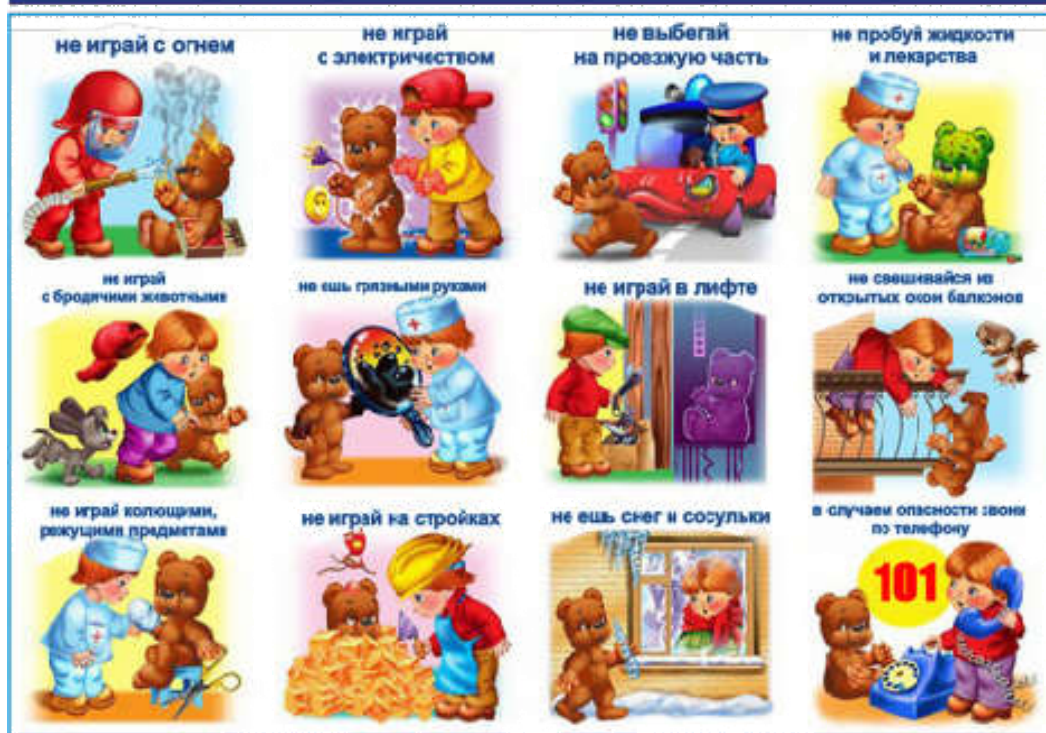 не играй с огнем
не играй
с электричеством
не выбегай
на проезжую часть
не пробуй жидкости
и лекарства
не играй
с бродячими животными
не ешь грязными руками
не играй в лифте
не свешивайся из
открытых окон балконов
не играй колющими,
режущими предметами
не играй на стройках
не ешь снег и сосульки
в случаем опасности звони
по телефону
101